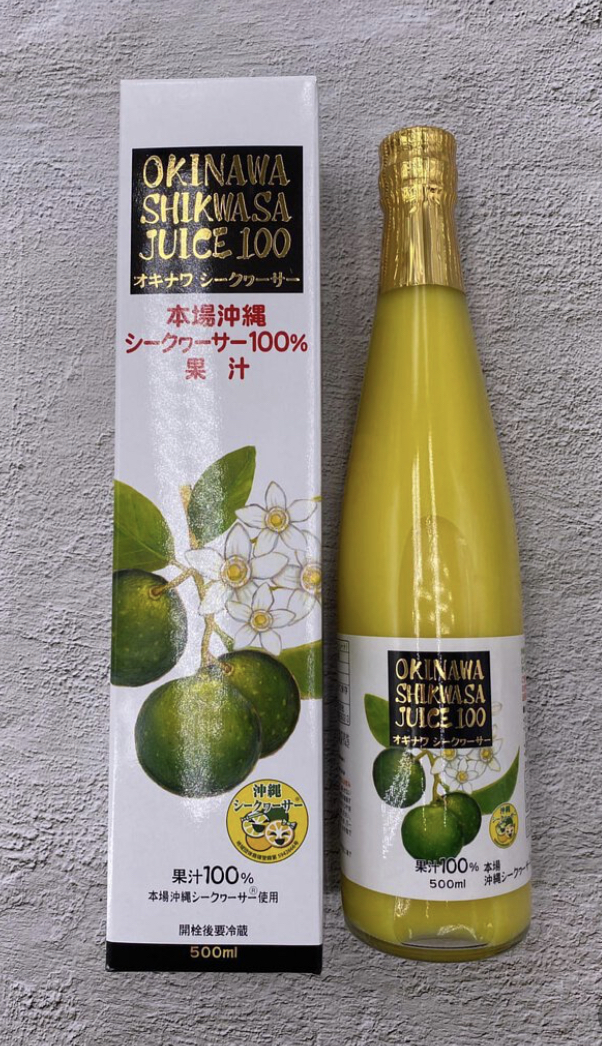 OKINAWA
SHIKWASA
JUICE 100
オキナワ シークヮーサー
本場沖縄
シークヮーサー100%
果 汁
沖縄
シークヮーサー®
果汁100%
本場沖縄シークヮーサー®使用
開栓後要冷蔵
500ml
OKINAWA
SHIKWASA
JUICE 100
オキナワ シークヮーサー
沖縄
果汁100%
500ml
本場
沖縄シークヮーサー